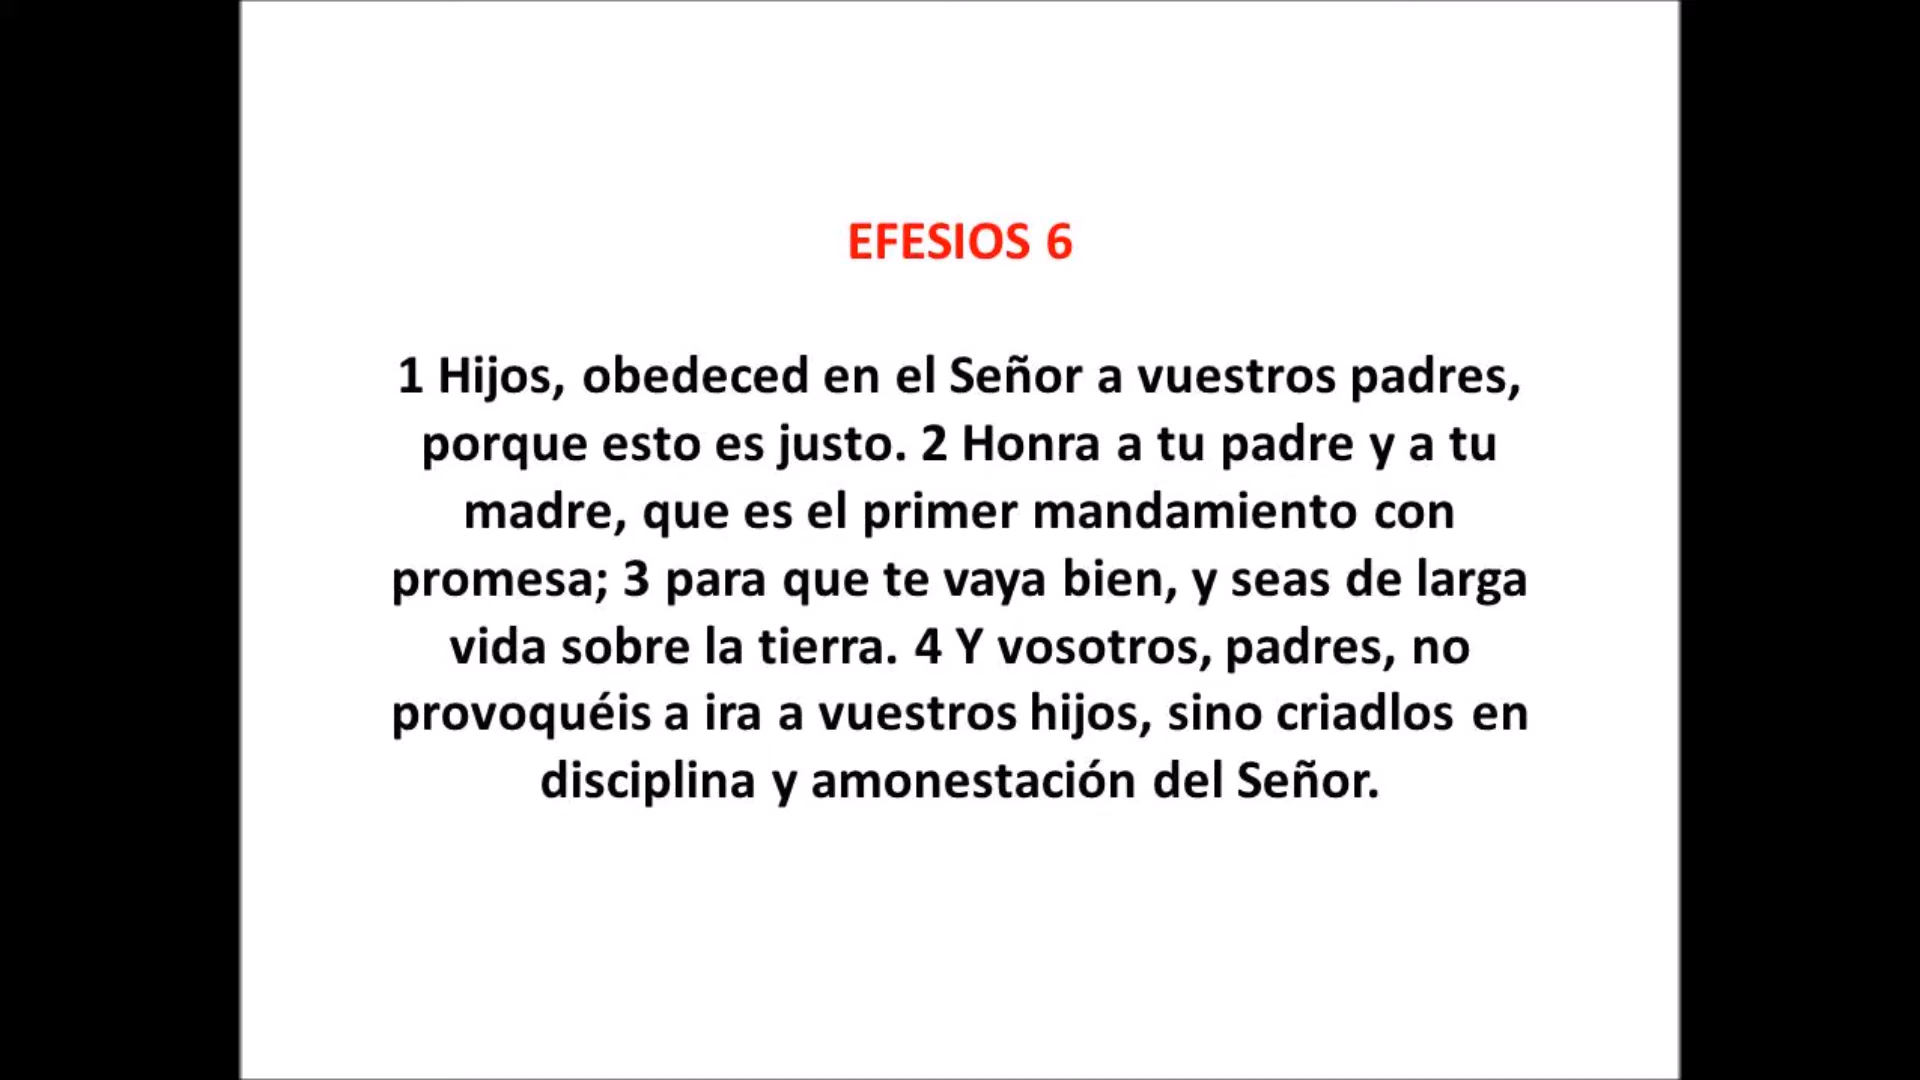 EFESIOS 6
1 Hijos, obedeced en el Señor a vuestros padres,
porque esto es justo. 2 Honra a tu padre y a tu
madre, que es el primer mandamiento con
promesa; 3 para que te vaya bien, y seas de larga
vida sobre la tierra. 4 Y vosotros, padres, no
provoquéis a ira a vuestros hijos, sino criadlos en
disciplina y amonestación del Señor.